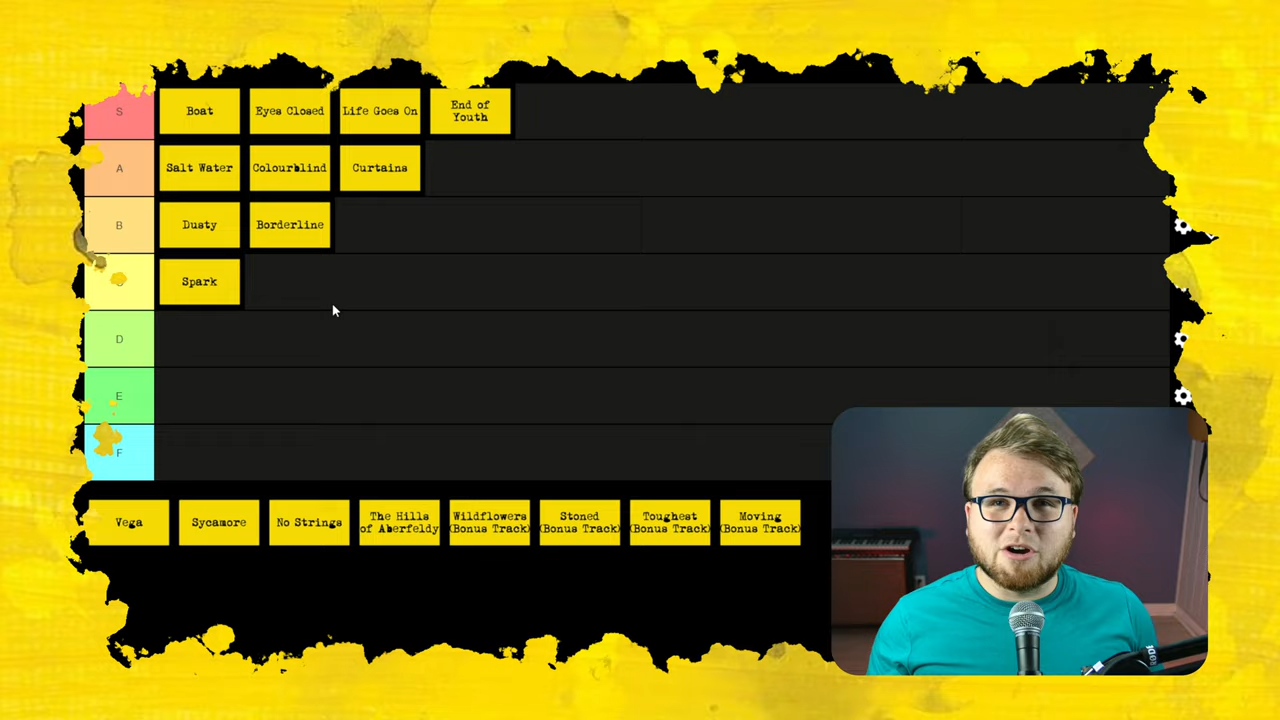 S
Boat
Eyes Closed
Life Goes On
End of
Youth
A
Salt Water
Colourblind
Curtains
B
Dusty
Borderline
Spark
D
E
F
Vega
Sycamore
No Strings
The Hills
of Aberfeldy
Wildflowers
(Bonus Track)
Stoned
(Bonus Track)
Toughest
(Bonus Track)
Moving
(Bonus Track)